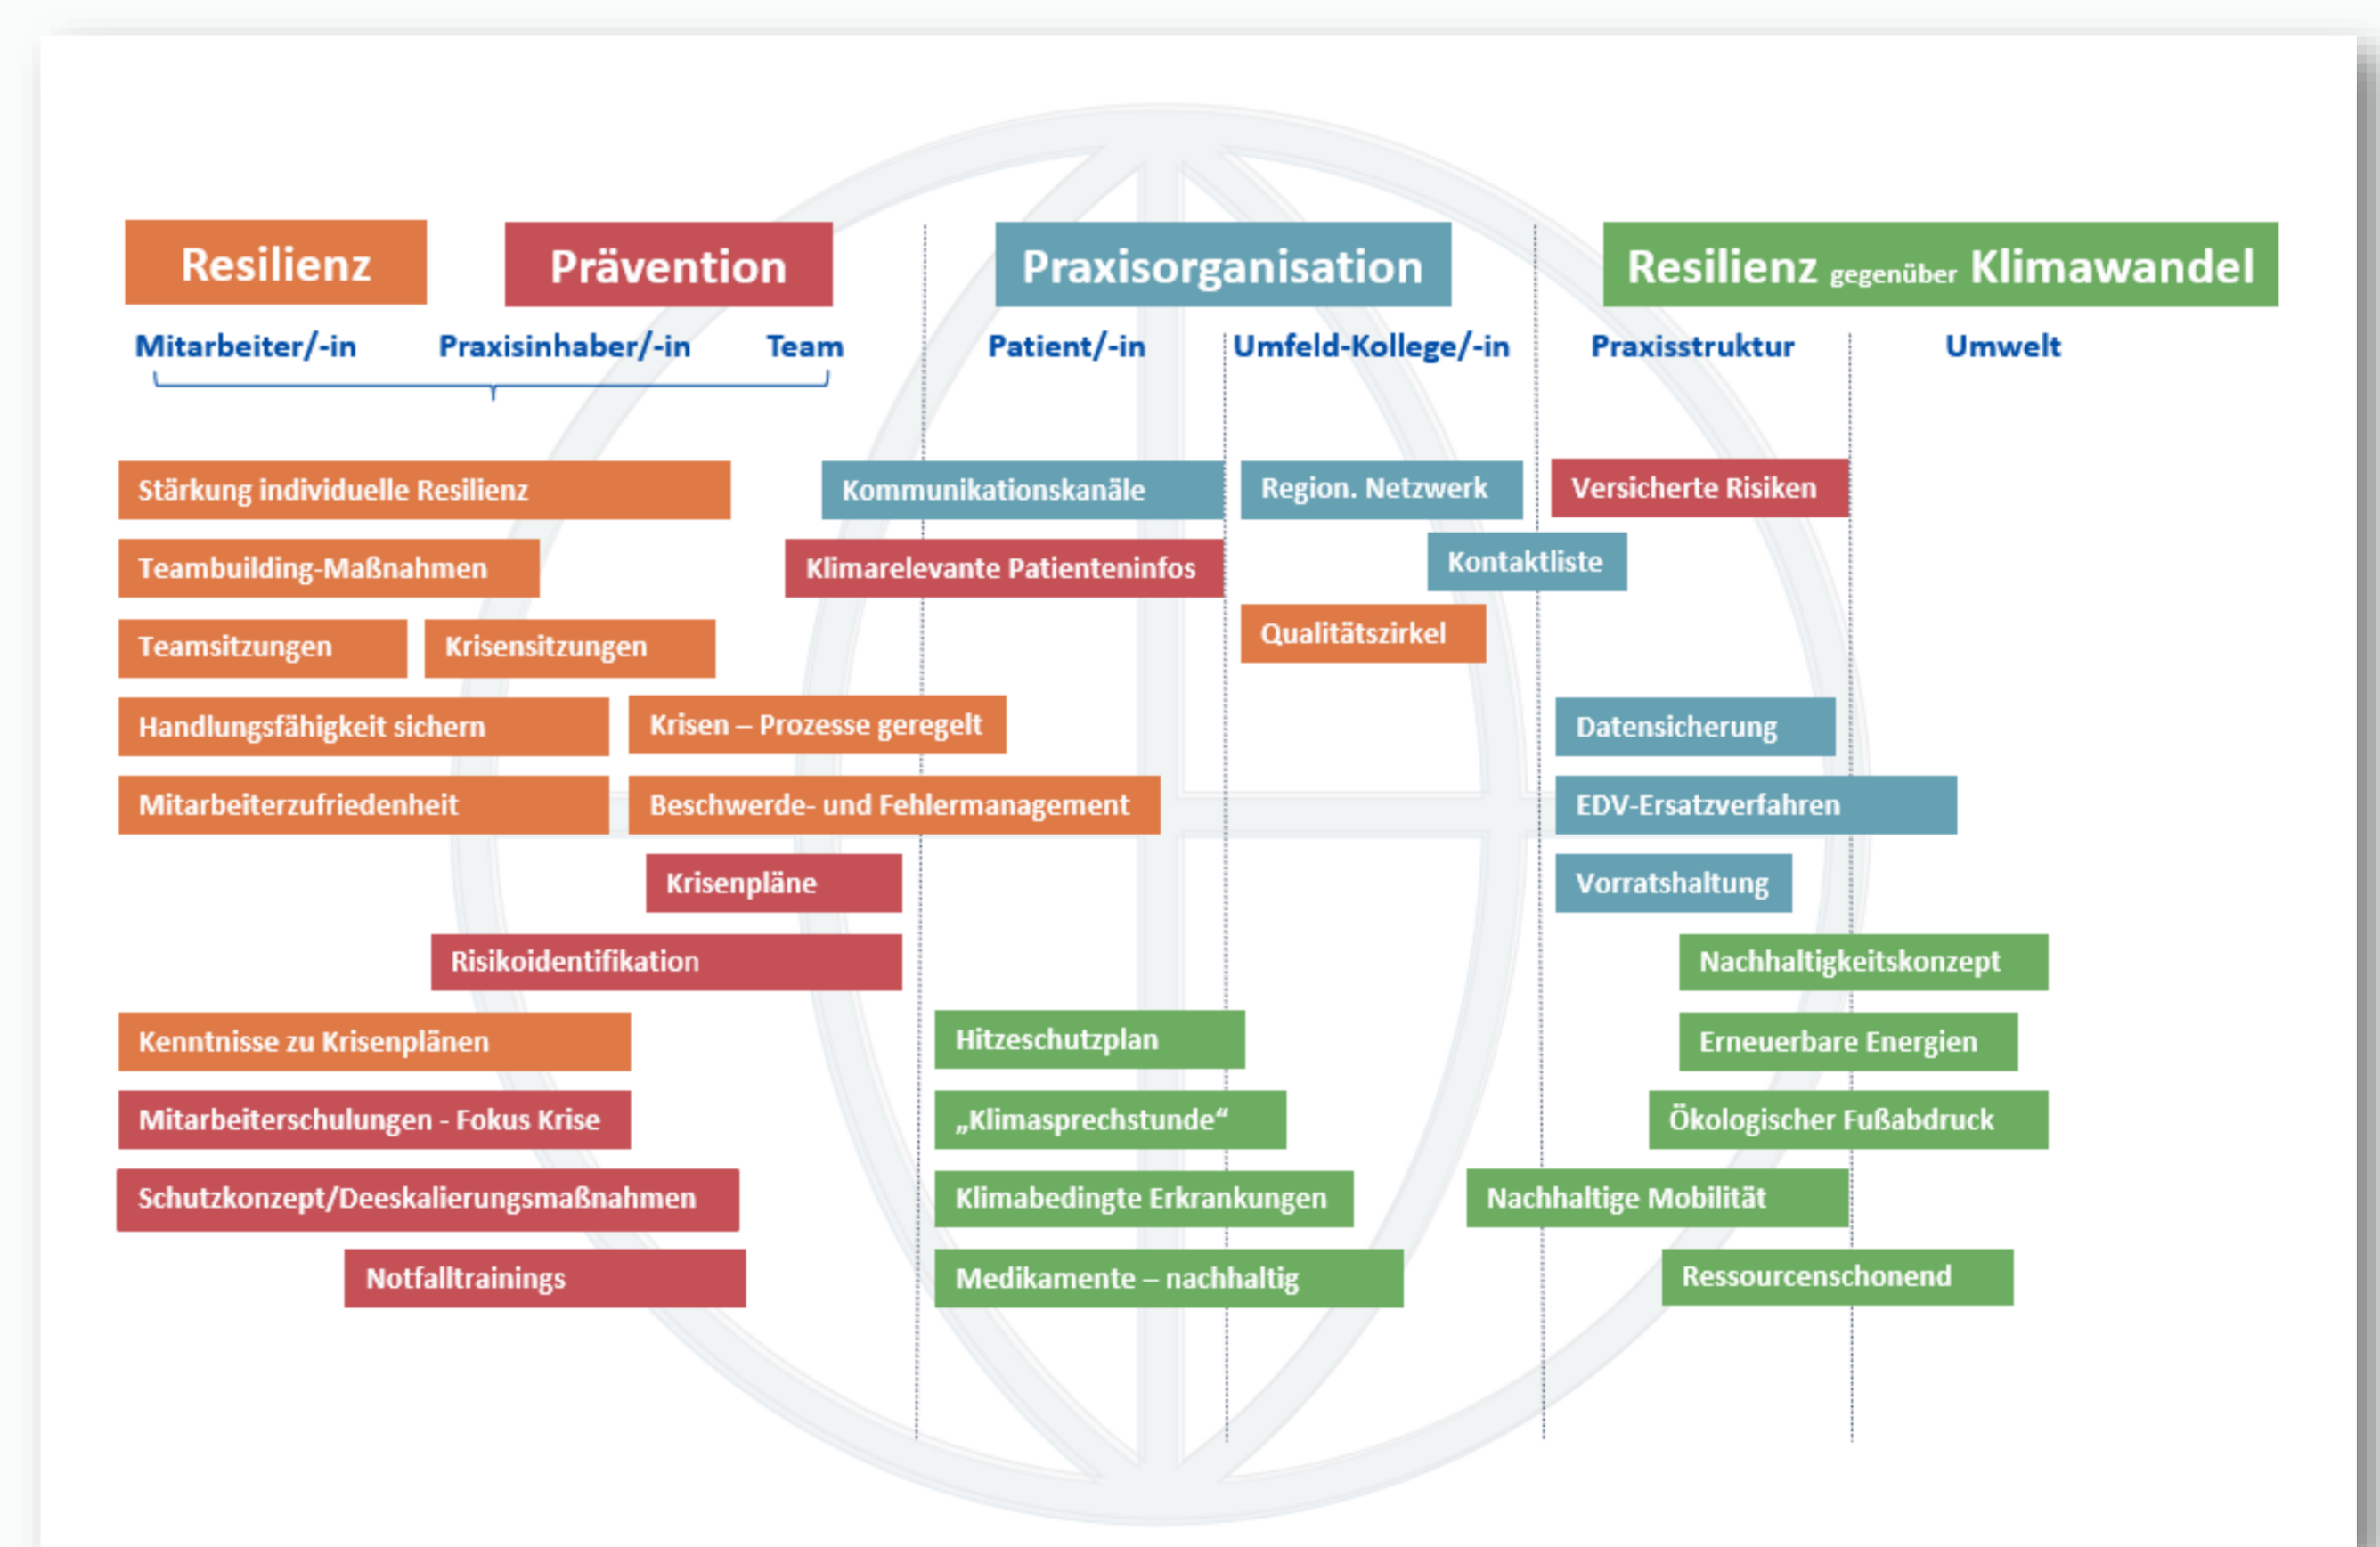 Resilienz
Prävention
Praxisorganisation
Resilienz gegenüber Klimawandel
Mitarbeiter/-in
Praxisinhaber/-in
Team
Patient/-in
Umfeld-Kollege/-in
Praxisstruktur
Umwelt
Stärkung individuelle Resilienz
Kommunikationskanäle
Region. Netzwerk
Versicherte Risiken
Teambuilding-Maßnahmen
Klimarelevante Patienteninfos
Kontaktliste
Teamsitzungen
Krisensitzungen
Qualitätszirkel
Handlungsfähigkeit sichern
Krisen – Prozesse geregelt
Datensicherung
Mitarbeiterzufriedenheit
Beschwerde- und Fehlermanagement
EDV-Ersatzverfahren
Krisenpläne
Vorratshaltung
Risikoidentifikation
Nachhaltigkeitskonzept
Kenntnisse zu Krisenplänen
Hitzeschutzplan
Erneuerbare Energien
Mitarbeiterschulungen - Fokus Krise
„Klimasprechstunde“
Ökologischer Fußabdruck
Schutzkonzept/Deeskalierungsmaßnahmen
Klimabedingte Erkrankungen
Nachhaltige Mobilität
Notfalltrainings
Medikamente – nachhaltig
Ressourcenschonend